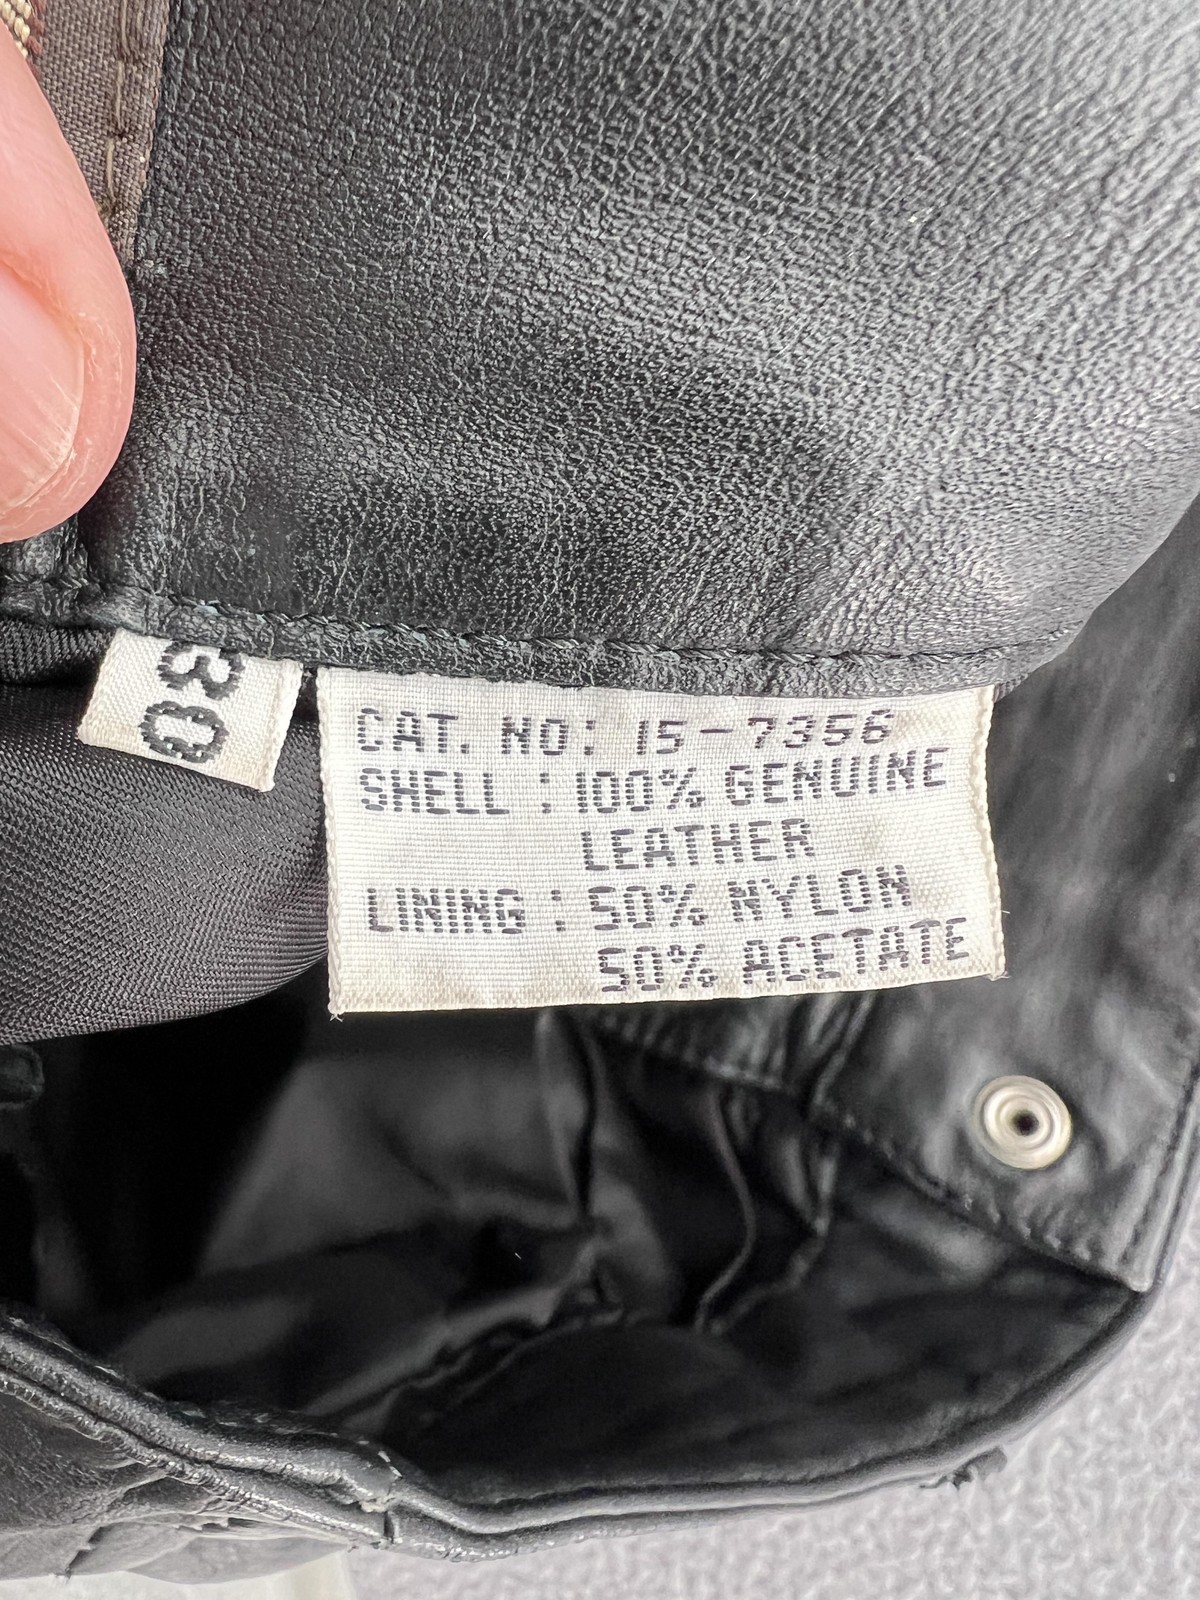 30
CAT. NO: 15-7356
SHELL : 100% GENUINE
LEATHER
LINING : 50% NYLON
50% ACETATE